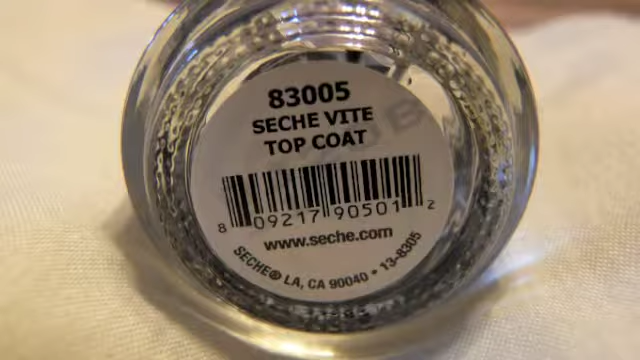 83005
SECHE VITE
TOP COAT
8 09217 90501 2
www.seche.com
SECHE® LA, CA 90040 • 13-8305